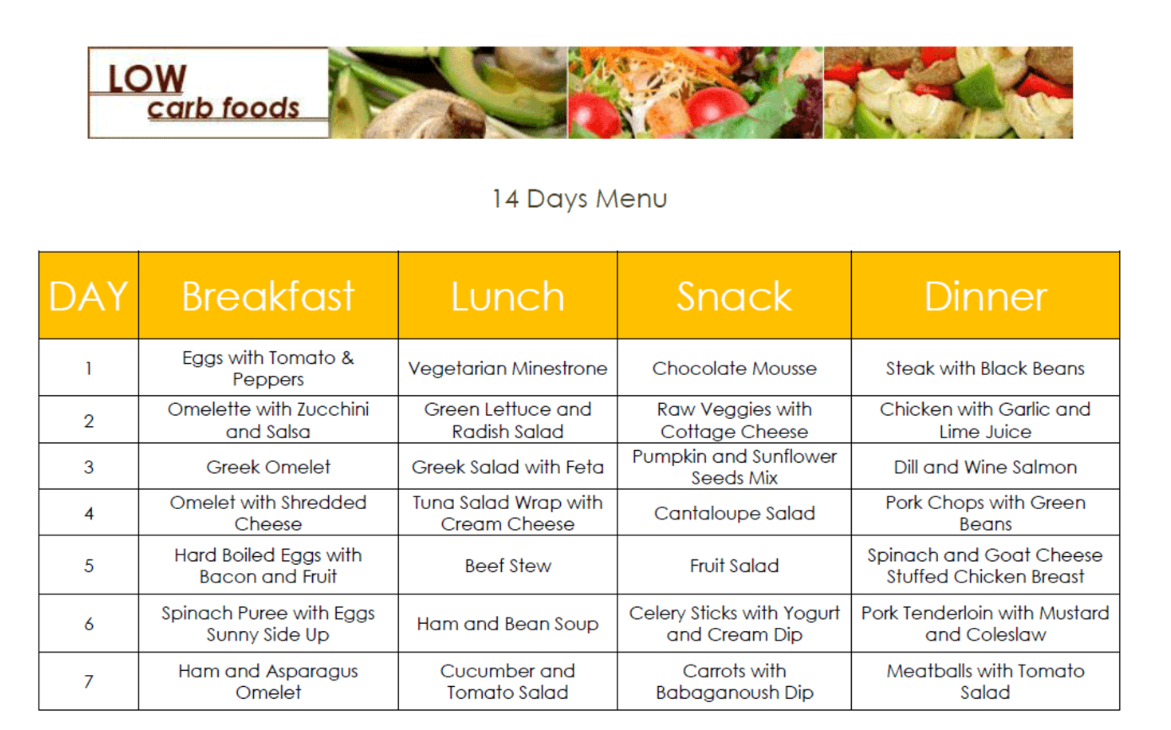 LOW
carb foods
14 Days Menu
DAY Breakfast Lunch Snack Dinner
1 Eggs with Tomato & Vegetarian Minestrone Chocolate Mousse Steak with Black Beans
Peppers
2 Omelette with Zucchini Green Lettuce and Raw Veggies with Chicken with Garlic and
and Salsa Radish Salad Cottage Cheese Lime Juice
3 Greek Omelet Greek Salad with Feta Pumpkin and Sunflower Dill and Wine Salmon
Seeds Mix
4 Omelet with Shredded Tuna Salad Wrap with Cantaloupe Salad Pork Chops with Green
Cheese Cream Cheese Beans
5 Hard Boiled Eggs with Beef Stew Fruit Salad Spinach and Goat Cheese
Bacon and Fruit Stuffed Chicken Breast
6 Spinach Puree with Eggs Ham and Bean Soup Celery Sticks with Yogurt Pork Tenderloin with Mustard
Sunny Side Up and Cream Dip and Coleslaw
7 Ham and Asparagus Cucumber and Carrots with Meatballs with Tomato
Omelet Tomato Salad Babaganoush Dip Salad